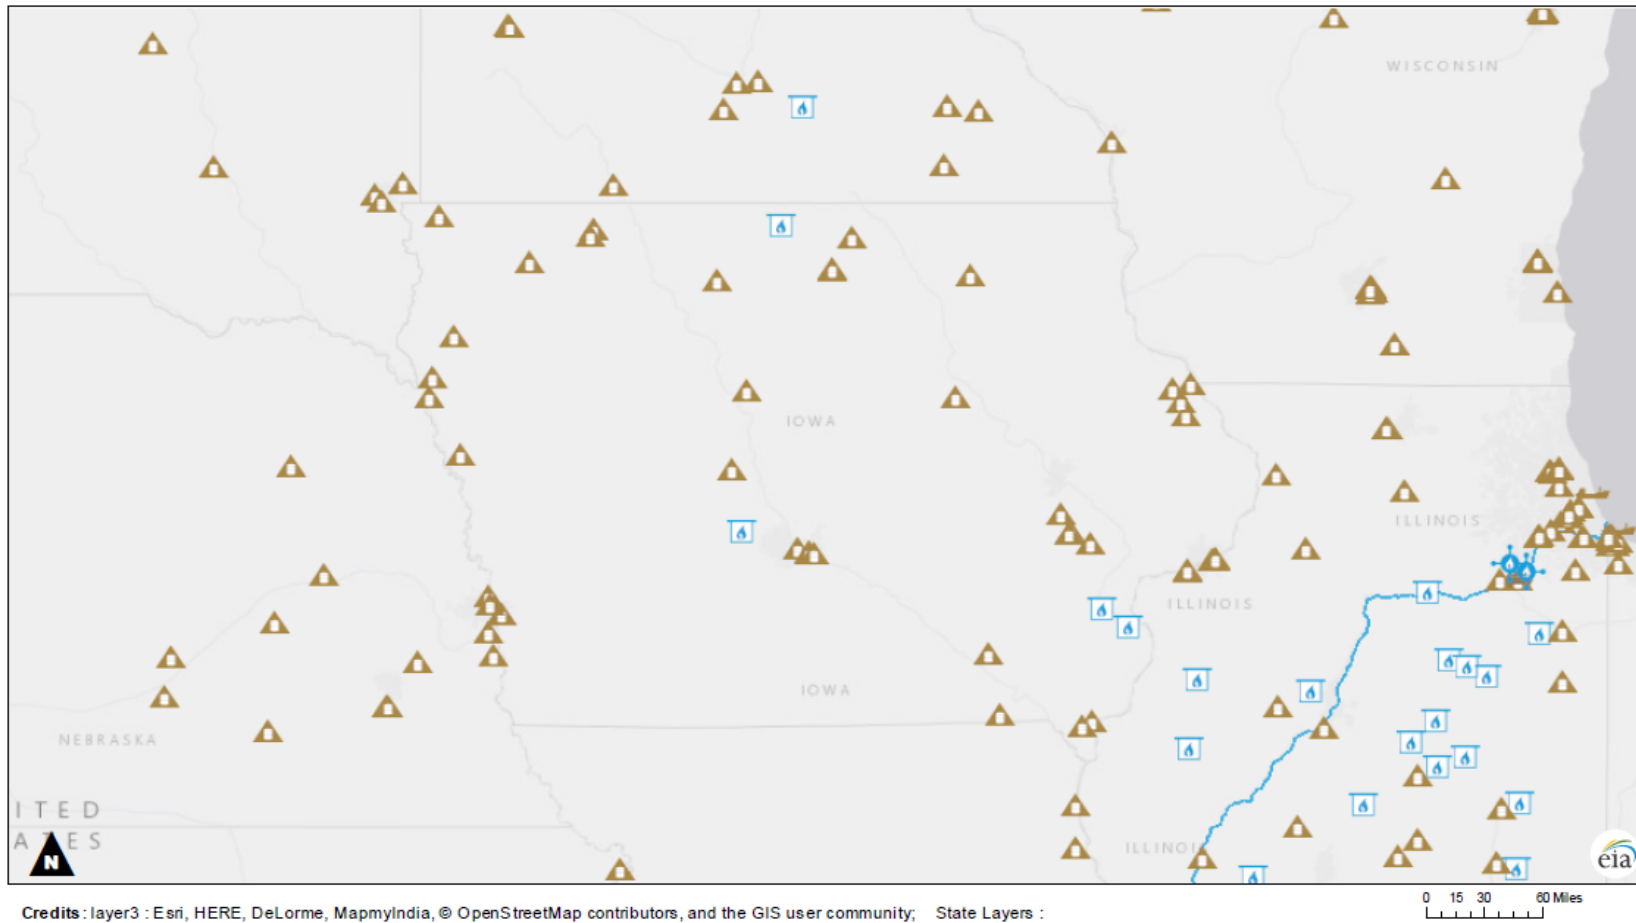 WISCONSIN
IOWA
ILLINOIS
ILLINOIS
IOWA
NEBRASKA
ITED
ATES
N
ILLINOI
eia
0 15 30 60 Miles
Credits: layer3 : Esri, HERE, DeLorme, MapmyIndia, © OpenStreetMap contributors, and the GIS user community; State Layers :